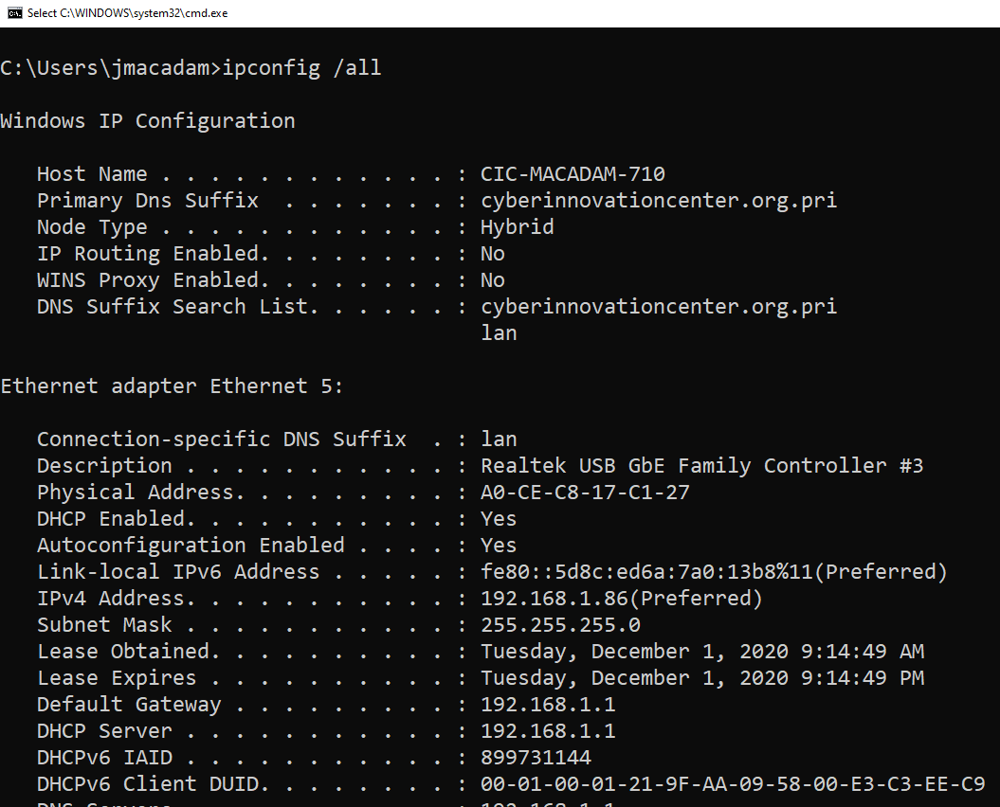 Select C:\WINDOWS\system32\cmd.exe
C:\Users\jmacadam>ipconfig /all
Windows IP Configuration
Host Name . . . . . . . . . . . . : CIC-MACADAM-710
Primary Dns Suffix  . . . . . . . : cyberinnovationcenter.org.pri
Node Type . . . . . . . . . . . . : Hybrid
IP Routing Enabled. . . . . . . . : No
WINS Proxy Enabled. . . . . . . . : No
DNS Suffix Search List. . . . . . : cyberinnovationcenter.org.pri
lan
Ethernet adapter Ethernet 5:
Connection-specific DNS Suffix  . : lan
Description . . . . . . . . . . . : Realtek USB GbE Family Controller #3
Physical Address. . . . . . . . . : A0-CE-C8-17-C1-27
DHCP Enabled. . . . . . . . . . . : Yes
Autoconfiguration Enabled . . . . : Yes
Link-local IPv6 Address . . . . . : fe80::5d8c:ed6a:7a0:13b8%11(Preferred)
IPv4 Address. . . . . . . . . . . : 192.168.1.86(Preferred)
Subnet Mask . . . . . . . . . . . : 255.255.255.0
Lease Obtained. . . . . . . . . . : Tuesday, December 1, 2020 9:14:49 AM
Lease Expires . . . . . . . . . . : Tuesday, December 1, 2020 9:14:49 PM
Default Gateway . . . . . . . . . : 192.168.1.1
DHCP Server . . . . . . . . . . . : 192.168.1.1
DHCPv6 IAID . . . . . . . . . . . : 899731144
DHCPv6 Client DUID. . . . . . . . : 00-01-00-01-21-9F-AA-09-58-00-E3-C3-EE-C9
DNS Servers . . . . . . . . . . . : 192.168.1.1